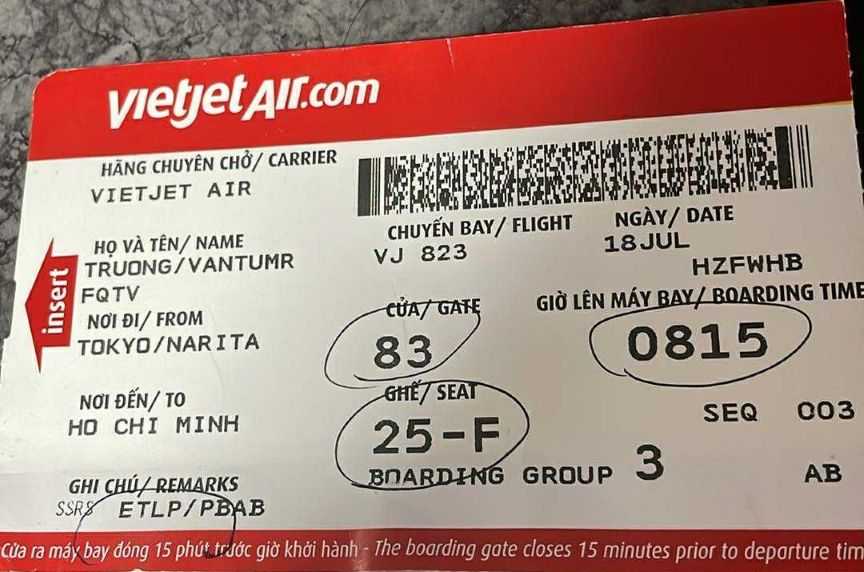 vietjetAir.com
HÃNG CHUYÊN CHỞ/ CARRIER
VIETJET AIR
HỌ VÀ TÊN/ NAME
TRUONG/VANTUMR
FQTV
CHUYẾN BAY/ FLIGHT
VJ 823
NGÀY/ DATE
18JUL
HZFWHB
insert
NƠI ĐI/ FROM
TOKYO/NARITA
CỬA/ GATE
83
GIỜ LÊN MÁY BAY/ BOARDING TIME
0815
NƠI ĐẾN/ TO
HO CHI MINH
GHẾ/ SEAT
25-F
SEQ 003
BOARDING GROUP 3
AB
GHI CHÚ/ REMARKS
SSRS ETLP/PBAB
Cửa ra máy bay đóng 15 phút trước giờ khởi hành - The boarding gate closes 15 minutes prior to departure tim